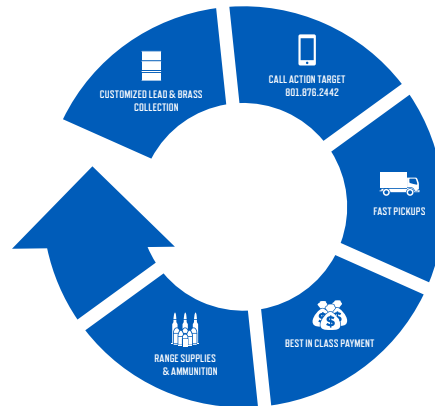 CUSTOMIZED LEAD & BRASS
COLLECTION
CALL ACTION TARGET
801.876.2442
FAST PICKUPS
BEST IN CLASS PAYMENT
$ $
$
RANGE SUPPLIES
& AMMUNITION